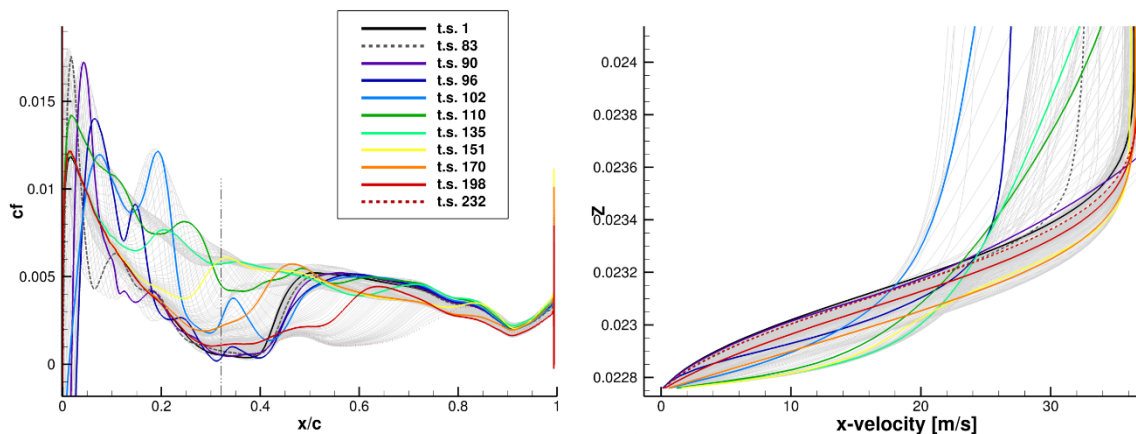 t.s. 1
t.s. 83
t.s. 90
t.s. 96
t.s. 102
t.s. 110
t.s. 135
t.s. 151
t.s. 170
t.s. 198
t.s. 232
cf
0.015
0.01
0.005
0
0 0.2 0.4 0.6 0.8 1
x/c
z
0.024
0.0238
0.0236
0.0234
0.0232
0.023
0.0228
10 20 30
x-velocity [m/s]